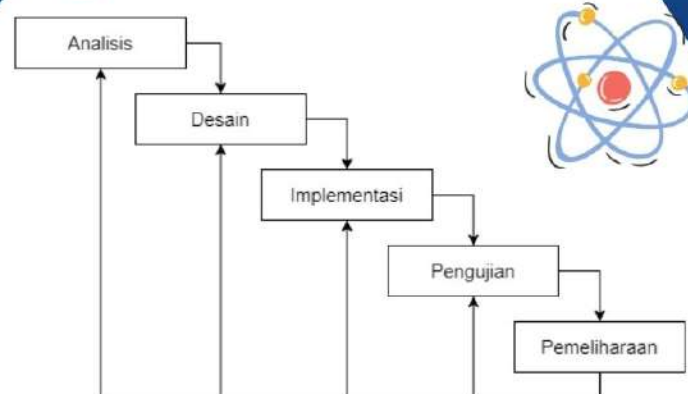 Analisis
Desain
Implementasi
Pengujian
Pemeliharaan